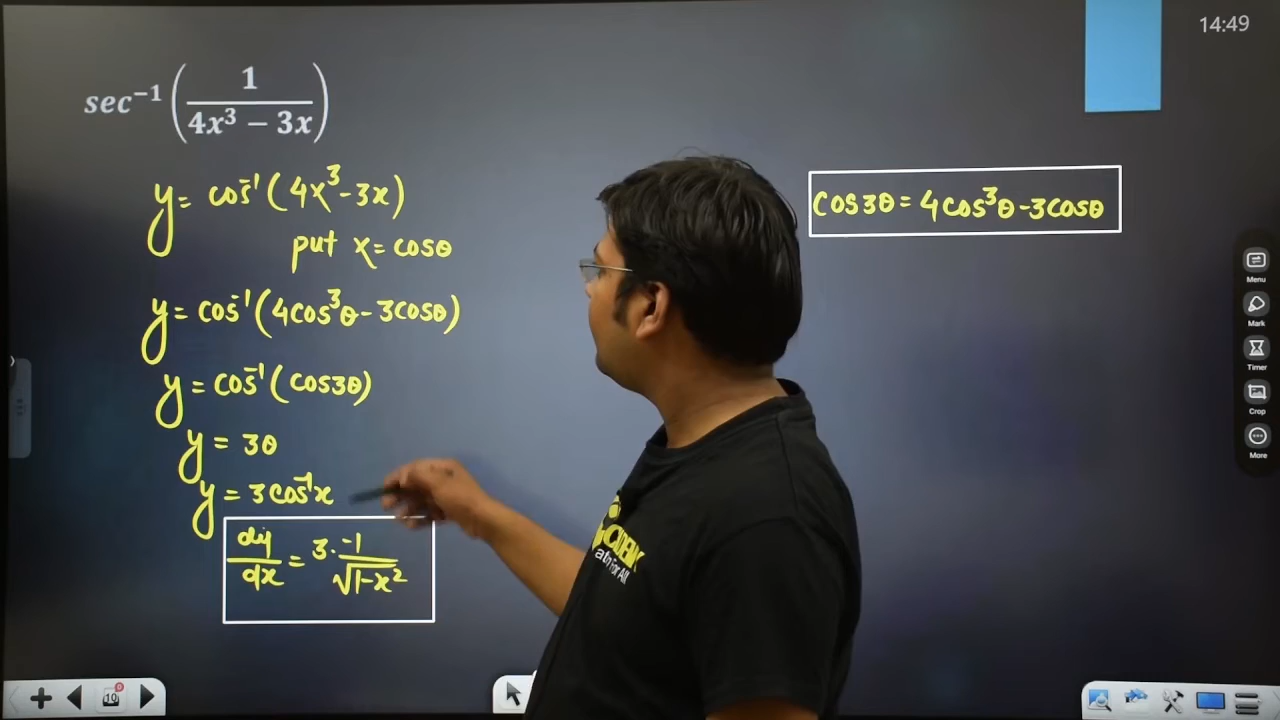 14:49
sec⁻¹(1/(4x³ − 3x))
y = cos⁻¹(4x³-3x)
put x = cosθ
y = cos⁻¹(4cos³θ-3cosθ)
y = cos⁻¹(cos3θ)
y = 3θ
y = 3cos⁻¹x
dy/dx = 3·-1/√1-x²
cos3θ = 4cos³θ-3cosθ
Menu
Mark
Timer
Crop
More
10